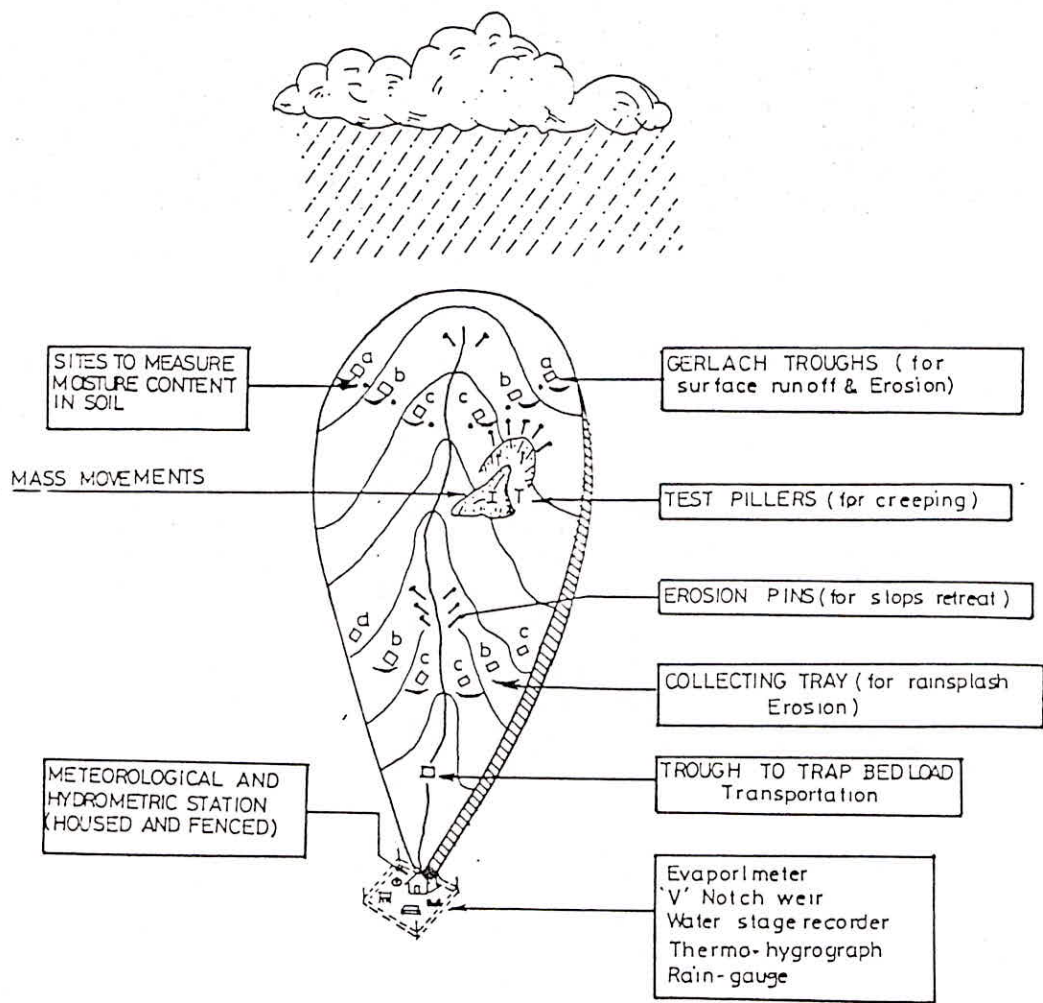 SITES TO MEASURE
MOISTURE CONTENT
IN SOIL
GERLACH TROUGHS (for
surface runoff & Erosion)
a
a
b
b
c
c
MASS MOVEMENTS
I T
TEST PILLERS (for creeping)
EROSION PINS (for slops retreat)
d
b
c
c
b
c
COLLECTING TRAY (for rainsplash
Erosion)
METEOROLOGICAL AND
HYDROMETRIC STATION
(HOUSED AND FENCED)
TROUGH TO TRAP BED LOAD
Transportation
Evaporimeter
'V' Notch weir
Water stage recorder
Thermo-hygrograph
Rain-gauge